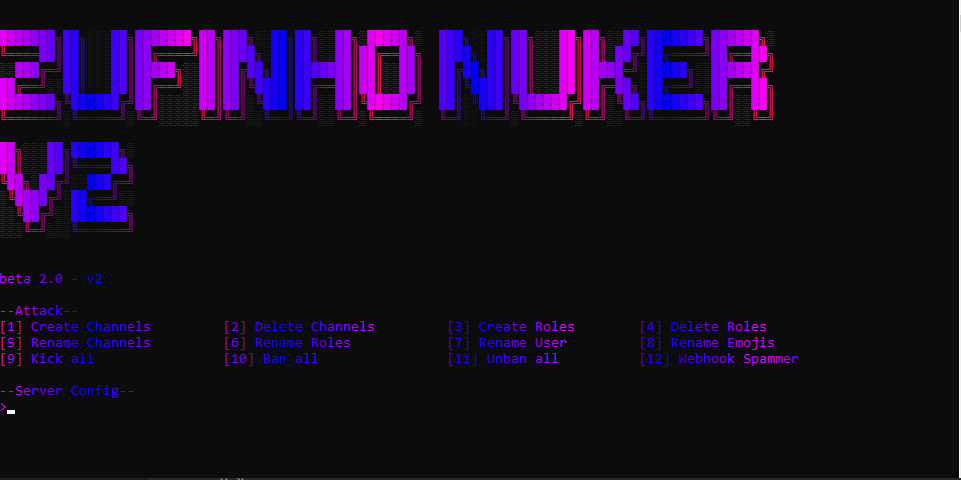 ZUFINHO NUKER
V2
beta 2.0 - v2
--Attack--
[1] Create Channels [2] Delete Channels [3] Create Roles [4] Delete Roles
[5] Rename Channels [6] Rename Roles [7] Rename User [8] Rename Emojis
[9] Kick all [10] Ban all [11] Unban all [12] Webhook Spammer
--Server Config--
>